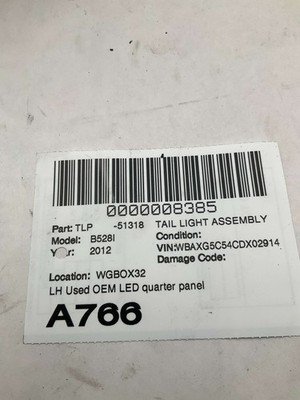 0000008385
Part: TLP -51318 TAIL LIGHT ASSEMBLY
Model: B528I Condition:
Year: 2012 VIN:WBAXG5C54CDX02914
Damage Code:
Location: WGBOX32
LH Used OEM LED quarter panel
A766